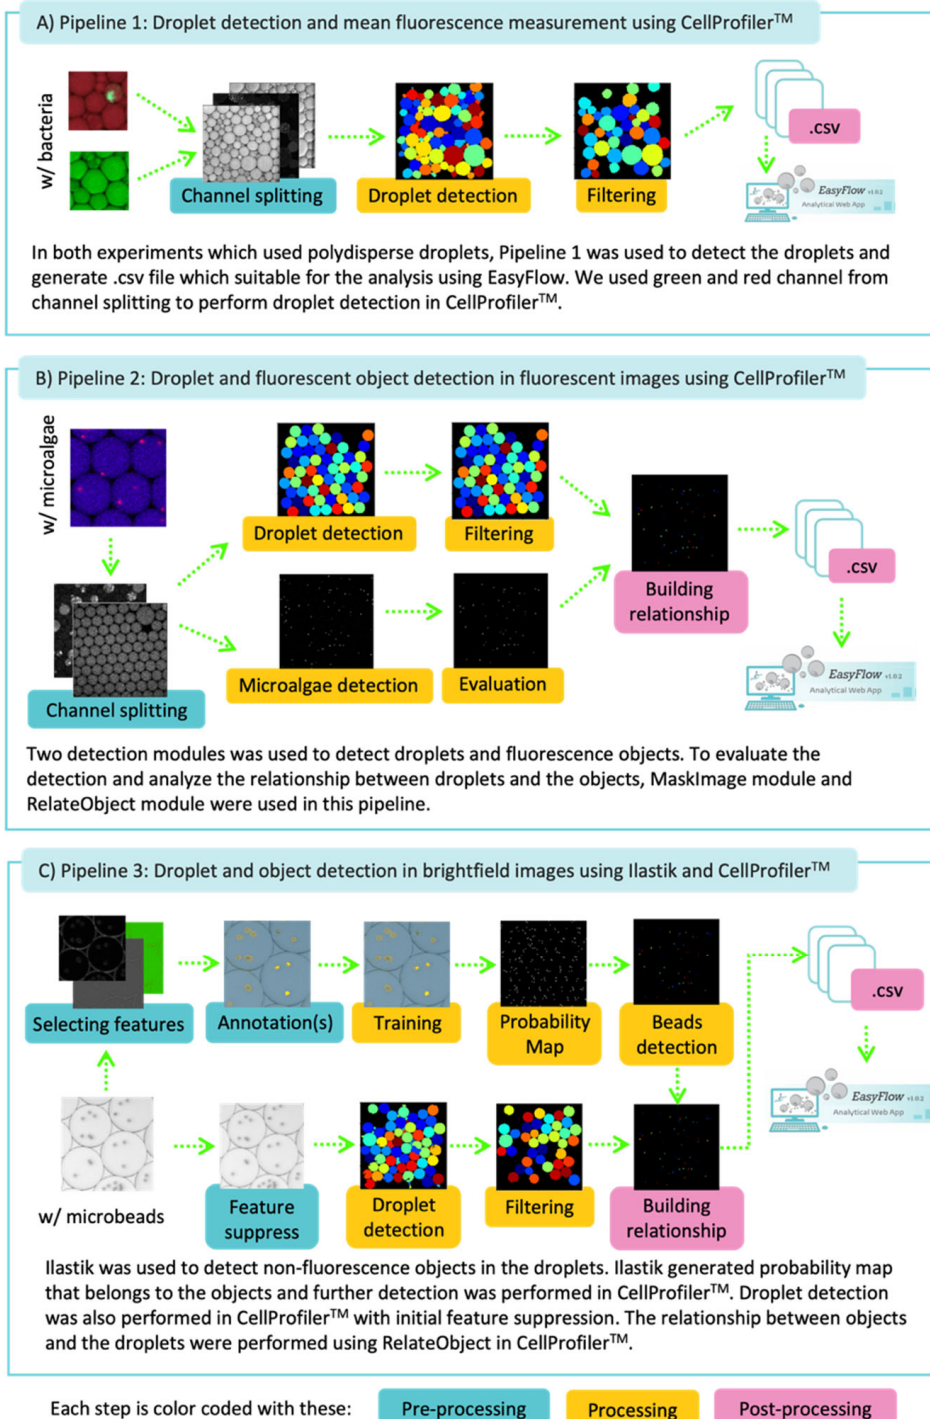 A) Pipeline 1: Droplet detection and mean fluorescence measurement using CellProfiler™
w/ bacteria
Channel splitting
Droplet detection
Filtering
.CSV
EasyFlow v1.0.2
Analytical Web App
In both experiments which used polydisperse droplets, Pipeline 1 was used to detect the droplets and
generate .csv file which suitable for the analysis using EasyFlow. We used green and red channel from
channel splitting to perform droplet detection in CellProfiler™.
B) Pipeline 2: Droplet and fluorescent object detection in fluorescent images using CellProfiler™
w/ microalgae
Droplet detection
Filtering
Building
relationship
.CSV
Microalgae detection
Evaluation
Channel splitting
EasyFlow v1.0.2
Analytical Web App
Two detection modules was used to detect droplets and fluorescence objects. To evaluate the
detection and analyze the relationship between droplets and the objects, MaskImage module and
RelateObject module were used in this pipeline.
C) Pipeline 3: Droplet and object detection in brightfield images using Ilastik and CellProfiler™
Selecting features
Annotation(s)
Training
Probability
Map
Beads
detection
.CSV
EasyFlow v1.0.2
Analytical Web App
w/ microbeads
Feature
suppress
Droplet
detection
Filtering
Building
relationship
Ilastik was used to detect non-fluorescence objects in the droplets. Ilastik generated probability map
that belongs to the objects and further detection was performed in CellProfiler™. Droplet detection
was also performed in CellProfiler™ with initial feature suppression. The relationship between objects
and the droplets were performed using RelateObject in CellProfiler™.
Each step is color coded with these:
Pre-processing
Processing
Post-processing